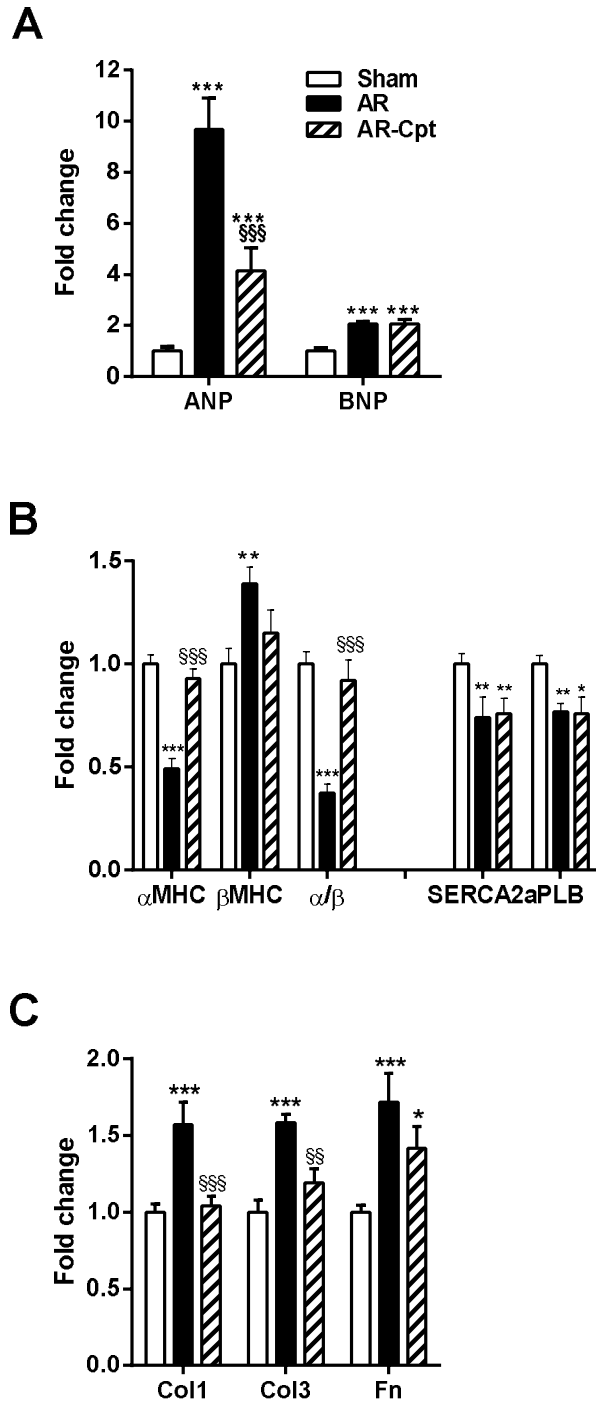 A
12
10
8
6
4
2
0
Fold change
Sham
AR
AR-Cpt
***
***
§§§
*** ***
ANP BNP
B
1.5
1.0
0.5
0.0
Fold change
***
§§§
**
***
§§§
** **
** *
αMHC βMHC α/β SERCA2aPLB
C
2.0
1.5
1.0
0.5
0.0
Fold change
***
§§§
***
§§
***
*
Col1 Col3 Fn